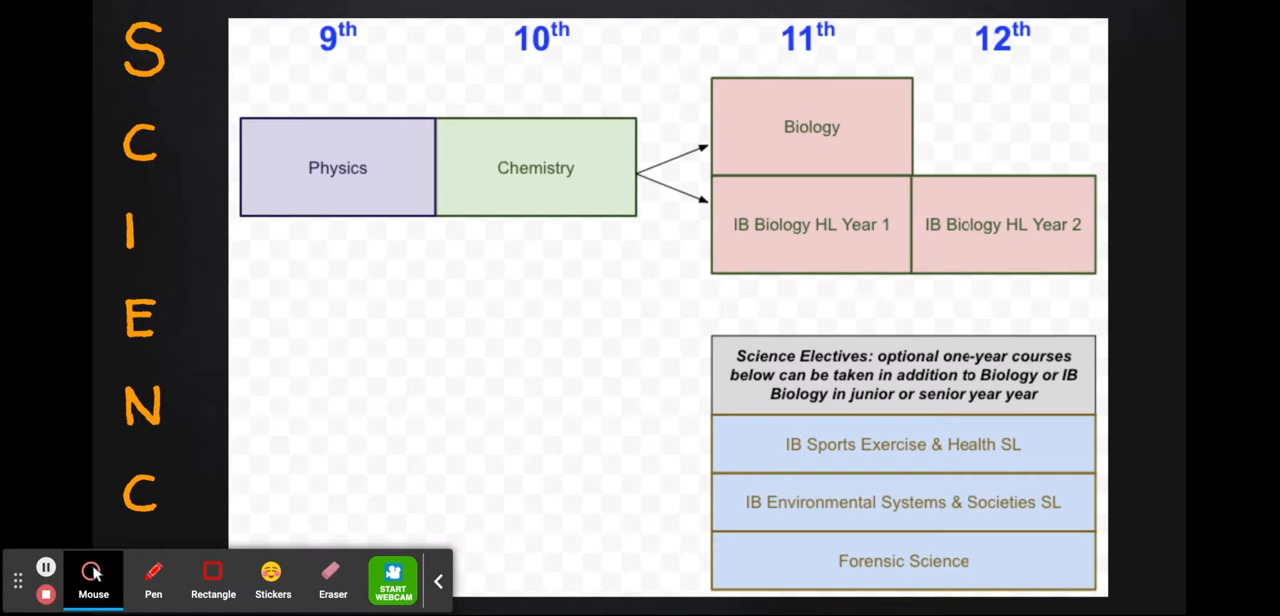 S
C
I
E
N
C
9th
10th
11th
12th
Physics
Chemistry
Biology
IB Biology HL Year 1
IB Biology HL Year 2
Science Electives: optional one-year courses
below can be taken in addition to Biology or IB
Biology in junior or senior year year
IB Sports Exercise & Health SL
IB Environmental Systems & Societies SL
Forensic Science
Mouse
Pen
Rectangle
Stickers
Eraser
START
WEBCAM